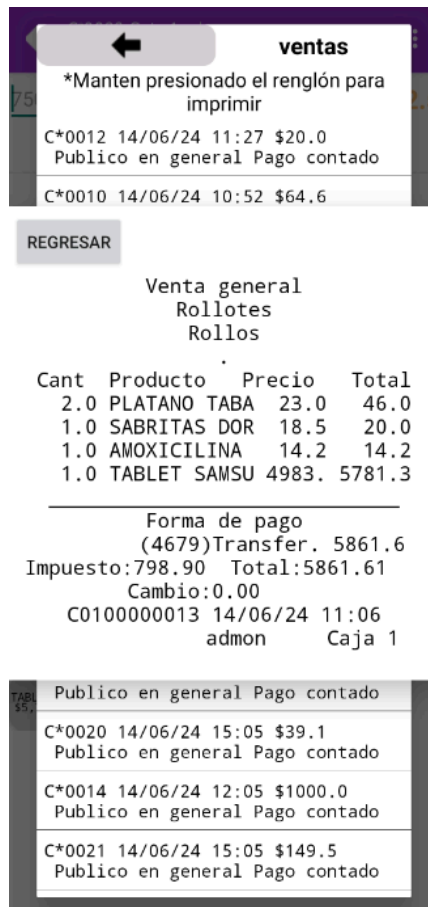 ventas
*Manten presionado el renglón para
imprimir
C*0012 14/06/24 11:27 $20.0
Publico en general Pago contado
C*0010 14/06/24 10:52 $64.6
REGRESAR
Venta general
Rollotes
Rollos
.
Cant Producto Precio Total
2.0 PLATANO TABA 23.0 46.0
1.0 SABRITAS DOR 18.5 20.0
1.0 AMOXICILINA 14.2 14.2
1.0 TABLET SAMSU 4983. 5781.3
Forma de pago
(4679)Transfer. 5861.6
Impuesto:798.90 Total:5861.61
Cambio:0.00
C0100000013 14/06/24 11:06
admon Caja 1
Publico en general Pago contado
C*0020 14/06/24 15:05 $39.1
Publico en general Pago contado
C*0014 14/06/24 12:05 $1000.0
Publico en general Pago contado
C*0021 14/06/24 15:05 $149.5
Publico en general Pago contado